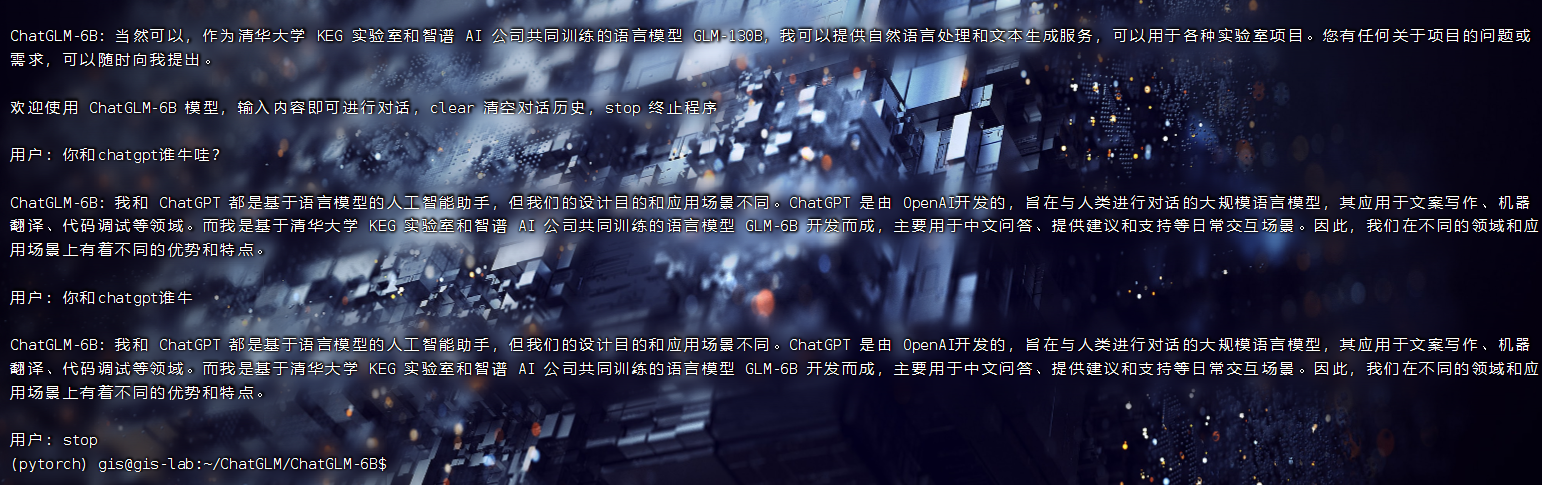 ChatGLM-6B: 当然可以，作为清华大学 KEG 实验室和智谱 AI 公司共同训练的语言模型 GLM-130B，我可以提供自然语言处理和文本生成服务，可以用于各种实验室项目。您有任何关于项目的问题或
需求，可以随时向我提出。
欢迎使用 ChatGLM-6B 模型，输入内容即可进行对话，clear 清空对话历史，stop 终止程序
用户: 你和chatgpt谁牛哇?
ChatGLM-6B: 我和 ChatGPT 都是基于语言模型的人工智能助手，但我们的设计目的和应用场景不同。ChatGPT 是由 OpenAI开发的，旨在与人类进行对话的大规模语言模型，其应用于文案写作、机器
翻译、代码调试等领域。而我是基于清华大学 KEG 实验室和智谱 AI 公司共同训练的语言模型 GLM-6B 开发而成，主要用于中文问答、提供建议和支持等日常交互场景。因此，我们在不同的领域和应
用场景上有着不同的优势和特点。
用户: 你和chatgpt谁牛
ChatGLM-6B: 我和 ChatGPT 都是基于语言模型的人工智能助手，但我们的设计目的和应用场景不同。ChatGPT 是由 OpenAI开发的，旨在与人类进行对话的大规模语言模型，其应用于文案写作、机器
翻译、代码调试等领域。而我是基于清华大学 KEG 实验室和智谱 AI 公司共同训练的语言模型 GLM-6B 开发而成，主要用于中文问答、提供建议和支持等日常交互场景。因此，我们在不同的领域和应
用场景上有着不同的优势和特点。
用户: stop
(pytorch) gis@gis-lab:~/ChatGLM/ChatGLM-6B$